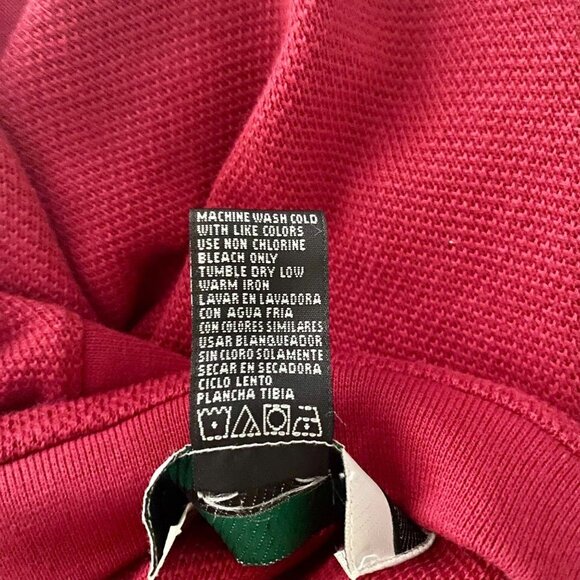 MACHINE WASH COLD
WITH LIKE COLORS
USE NON CHLORINE
BLEACH ONLY
TUMBLE DRY LOW
WARM IRON
LAVAR EN LAVADORA
CON AGUA FRIA
CON COLORES SIMILARES
USAR BLANQUEADOR
SIN CLORO SOLAMENTE
SECAR EN SECADORA
CICLO LENTO
PLANCHA TIBIA